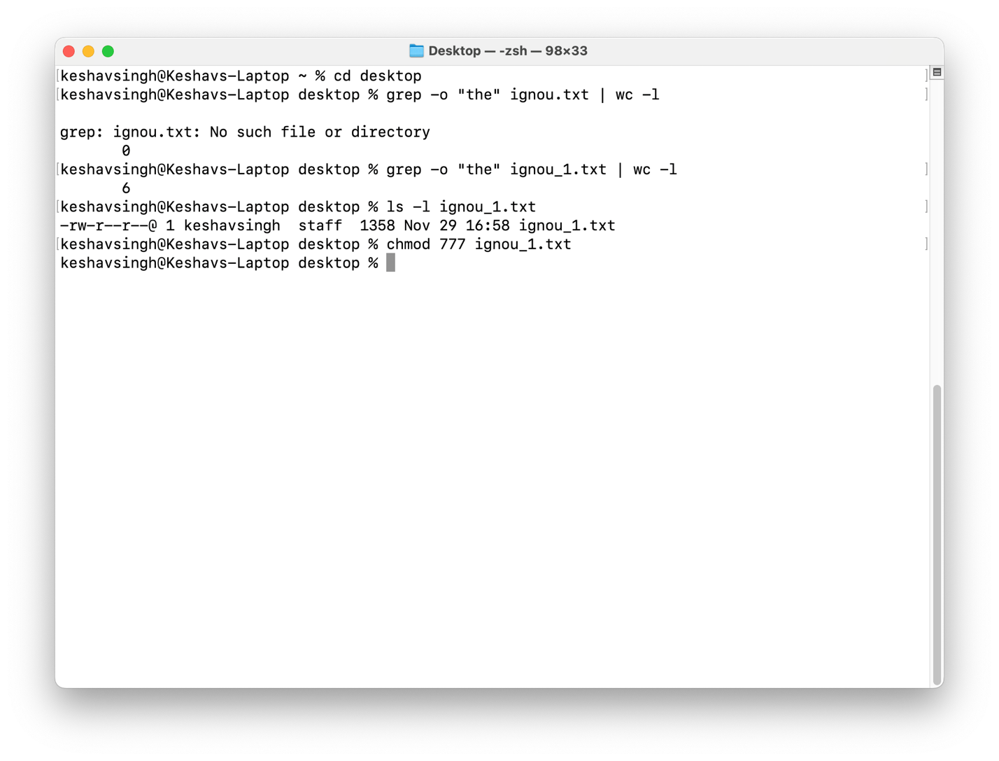 Desktop — -zsh — 98×33
keshavsingh@Keshavs-Laptop ~ % cd desktop
keshavsingh@Keshavs-Laptop desktop % grep -o "the" ignou.txt | wc -l
grep: ignou.txt: No such file or directory
0
keshavsingh@Keshavs-Laptop desktop % grep -o "the" ignou_1.txt | wc -l
6
keshavsingh@Keshavs-Laptop desktop % ls -l ignou_1.txt
-rw-r--r--@ 1 keshavsingh  staff  1358 Nov 29 16:58 ignou_1.txt
keshavsingh@Keshavs-Laptop desktop % chmod 777 ignou_1.txt
keshavsingh@Keshavs-Laptop desktop %